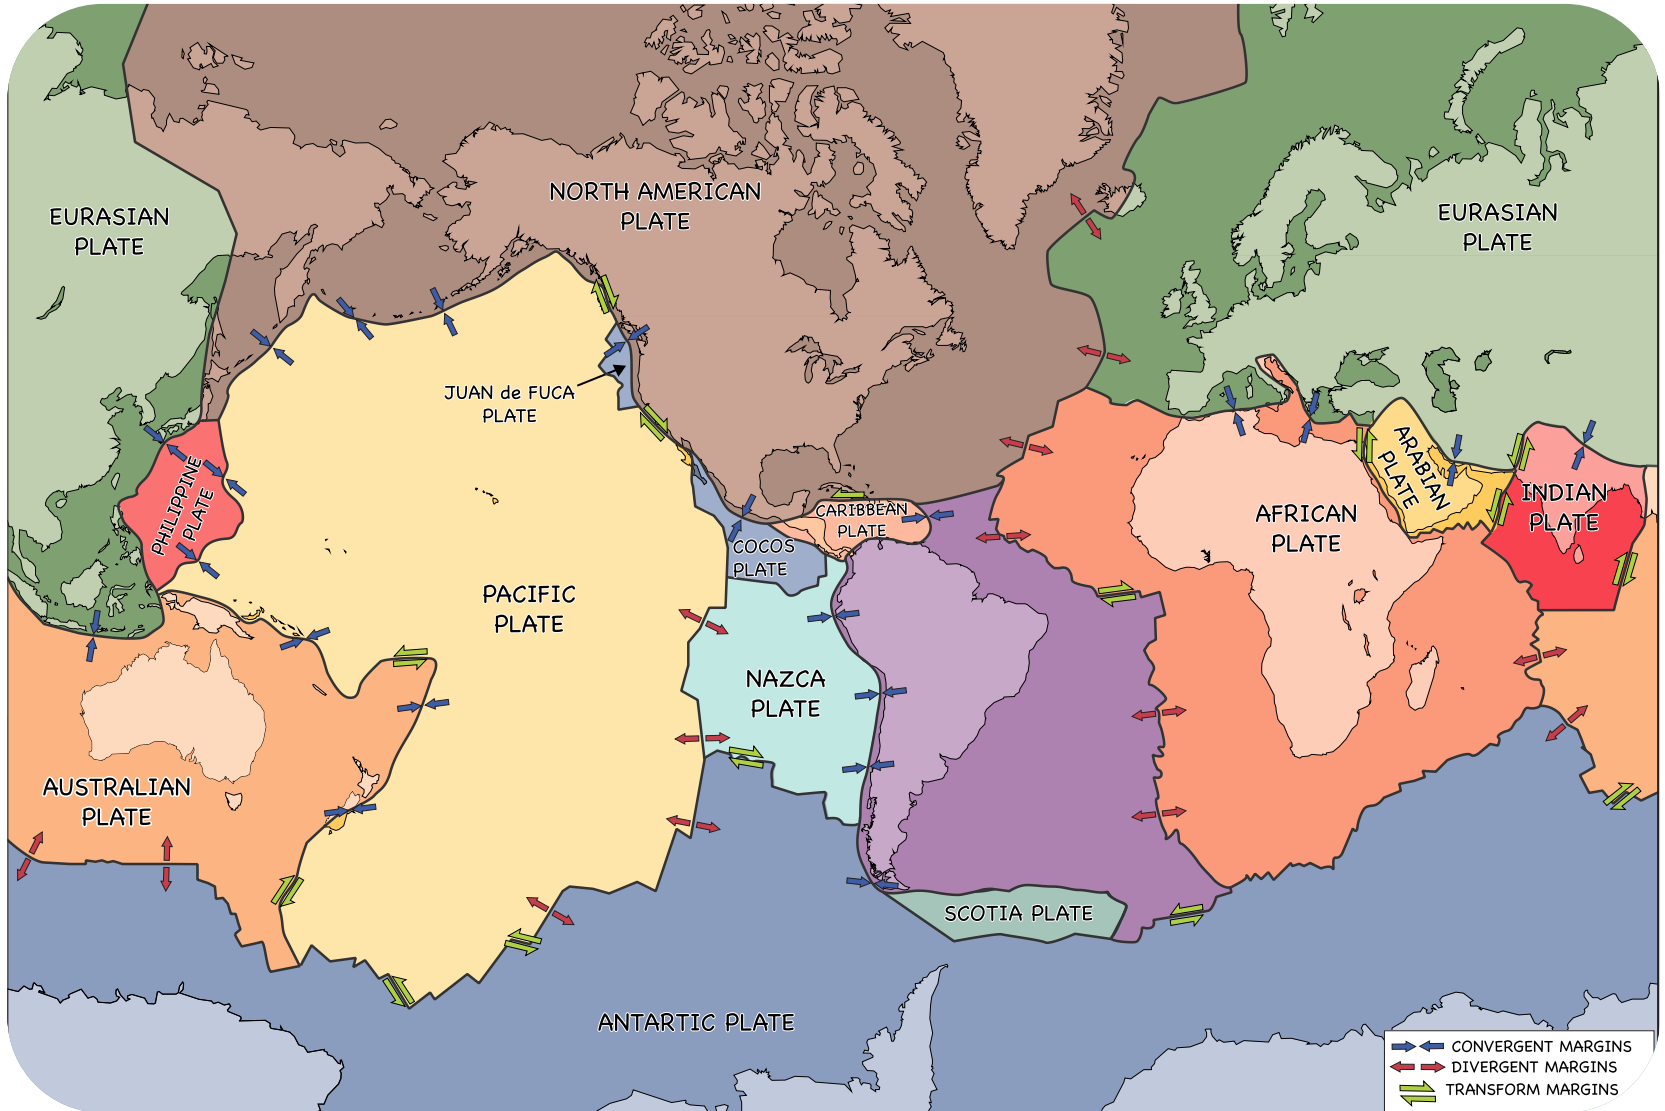 NORTH AMERICAN
PLATE
EURASIAN
PLATE
EURASIAN
PLATE
JUAN de FUCA
PLATE
ARABIAN
PLATE
PHILIPPINE
PLATE
INDIAN
PLATE
CARIBBEAN
PLATE
AFRICAN
PLATE
COCOS
PLATE
PACIFIC
PLATE
NAZCA
PLATE
AUSTRALIAN
PLATE
SCOTIA PLATE
ANTARTIC PLATE
CONVERGENT MARGINS
DIVERGENT MARGINS
TRANSFORM MARGINS